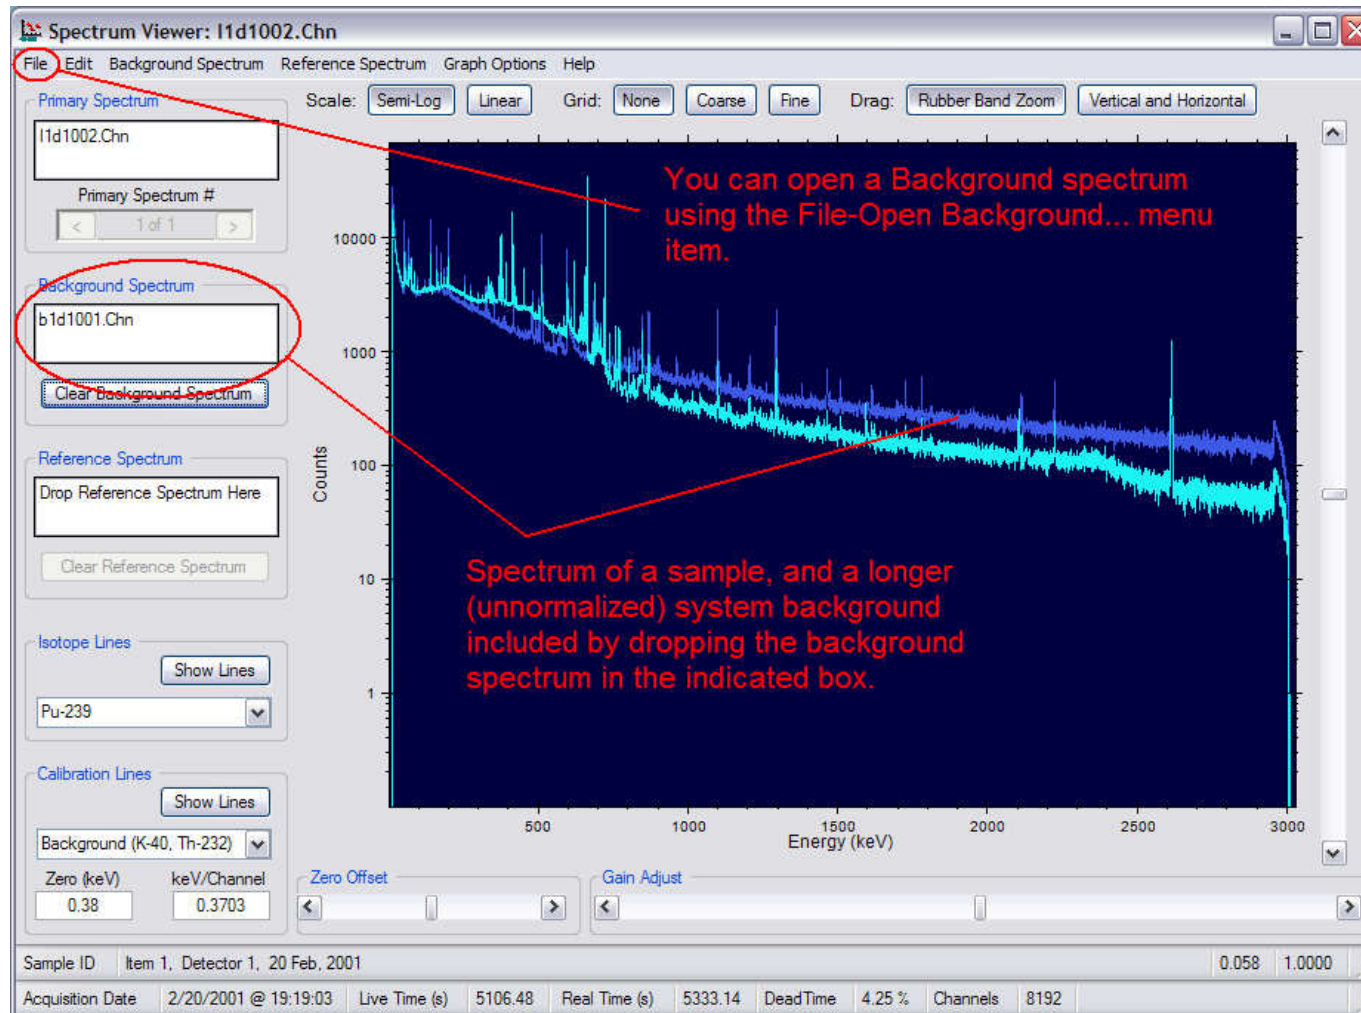 Spectrum Viewer: I1d1002.Chn
File Edit Background Spectrum Reference Spectrum Graph Options Help
Primary Spectrum
I1d1002.Chn
Primary Spectrum #
< 1 of 1 >
Background Spectrum
b1d1001.Chn
Clear Background Spectrum
Reference Spectrum
Drop Reference Spectrum Here
Clear Reference Spectrum
Isotope Lines
Show Lines
Pu-239
Calibration Lines
Show Lines
Background (K-40, Th-232)
Zero (keV) keV/Channel
0.38 0.3703
Scale: Semi-Log Linear Grid: None Coarse Fine Drag: Rubber Band Zoom Vertical and Horizontal
You can open a Background spectrum
using the File-Open Background... menu
item.
10000
1000
100
10
1
Counts
Spectrum of a sample, and a longer
(unnormalized) system background
included by dropping the background
spectrum in the indicated box.
500 1000 1500 2000 2500 3000
Energy (keV)
Zero Offset
Gain Adjust
Sample ID Item 1, Detector 1, 20 Feb, 2001 0.058 1.0000
Acquisition Date 2/20/2001 @ 19:19:03 Live Time (s) 5106.48 Real Time (s) 5333.14 DeadTime 4.25 % Channels 8192